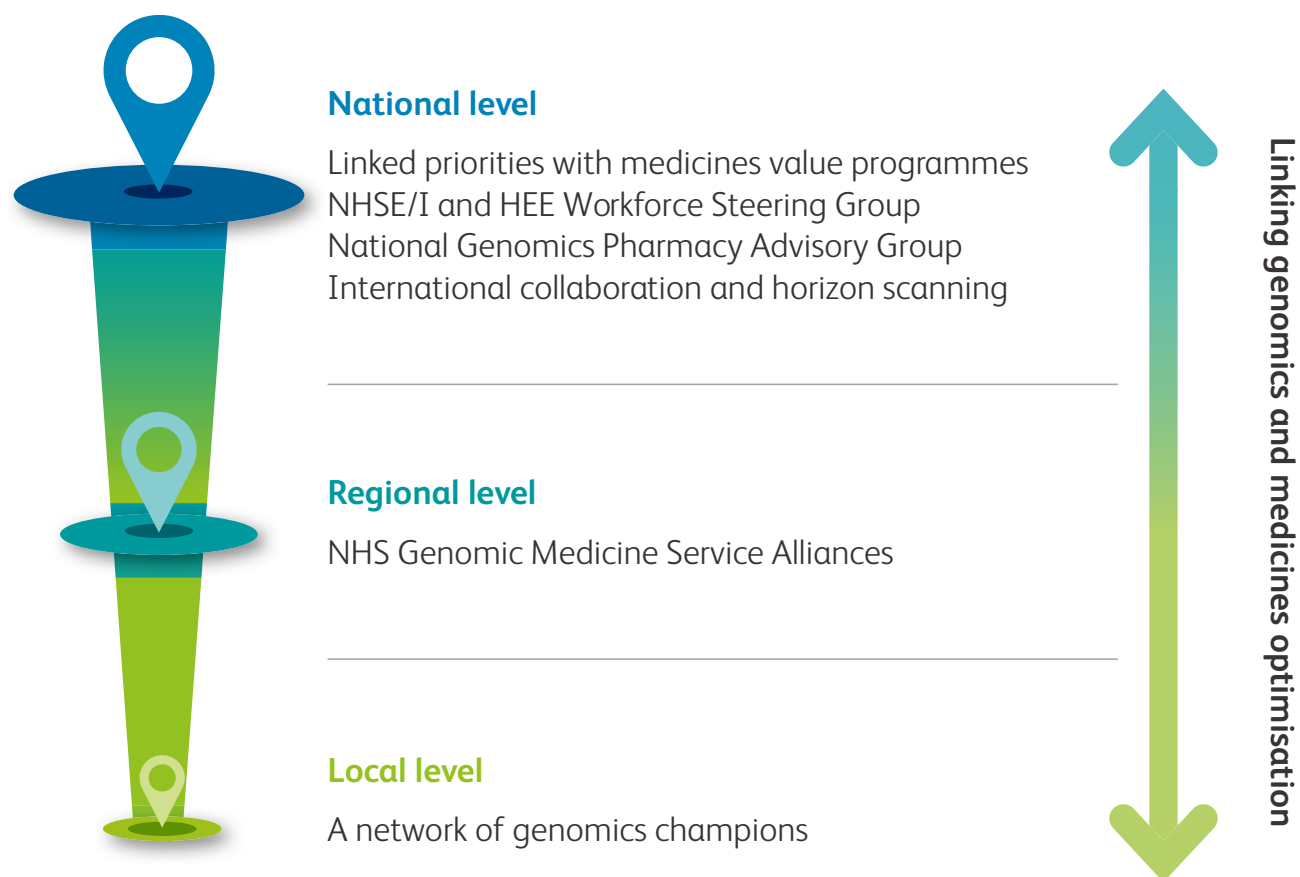 National level
Linked priorities with medicines value programmes
NHSE/I and HEE Workforce Steering Group
National Genomics Pharmacy Advisory Group
International collaboration and horizon scanning
Regional level
NHS Genomic Medicine Service Alliances
Local level
A network of genomics champions
Linking genomics and medicines optimisation